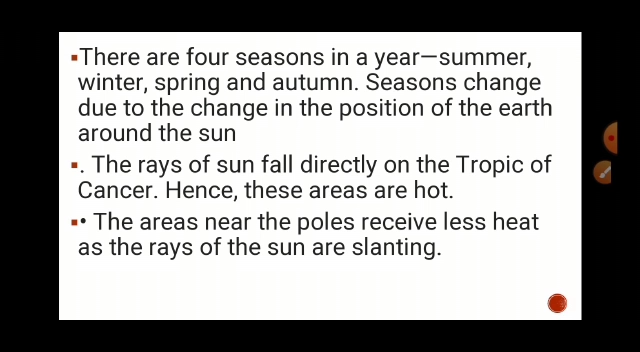 ▪There are four seasons in a year—summer,
winter, spring and autumn. Seasons change
due to the change in the position of the earth
around the sun
▪. The rays of sun fall directly on the Tropic of
Cancer. Hence, these areas are hot.
▪• The areas near the poles receive less heat
as the rays of the sun are slanting.